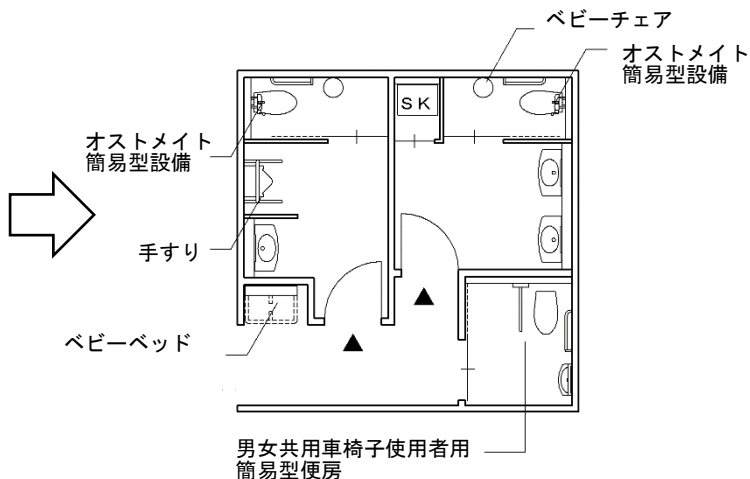 ベビーチェア
オストメイト
簡易型設備
SK
オストメイト
簡易型設備
手すり
ベビーベッド
男女共用車椅子使用者用
簡易型便房